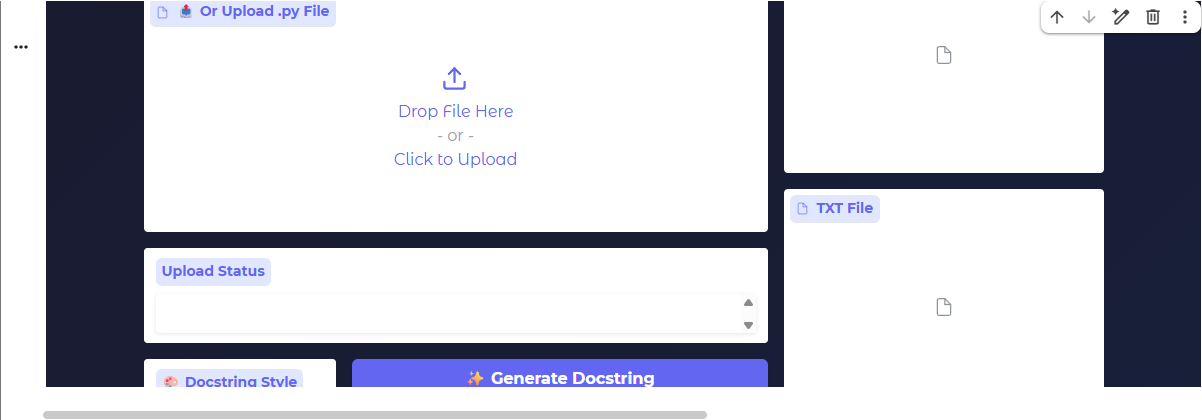 📤 Or Upload .py File
Drop File Here
- or -
Click to Upload
Upload Status
🎨 Docstring Style
✨ Generate Docstring
TXT File